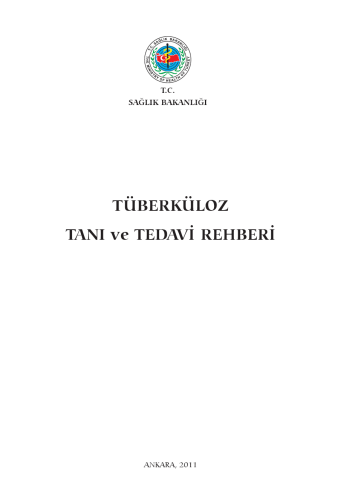 T.C.
SAĞLIK BAKANLIĞI
TÜBERKÜLOZ
TANI ve TEDAVİ REHBERİ
ANKARA, 2011